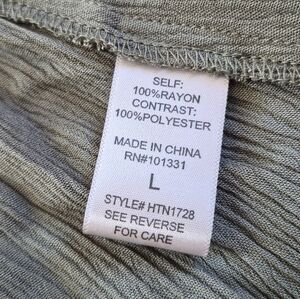 SELF:
100%RAYON
CONTRAST:
100%POLYESTER
MADE IN CHINA
RN#101331
L
STYLE# HTN1728
SEE REVERSE
FOR CARE